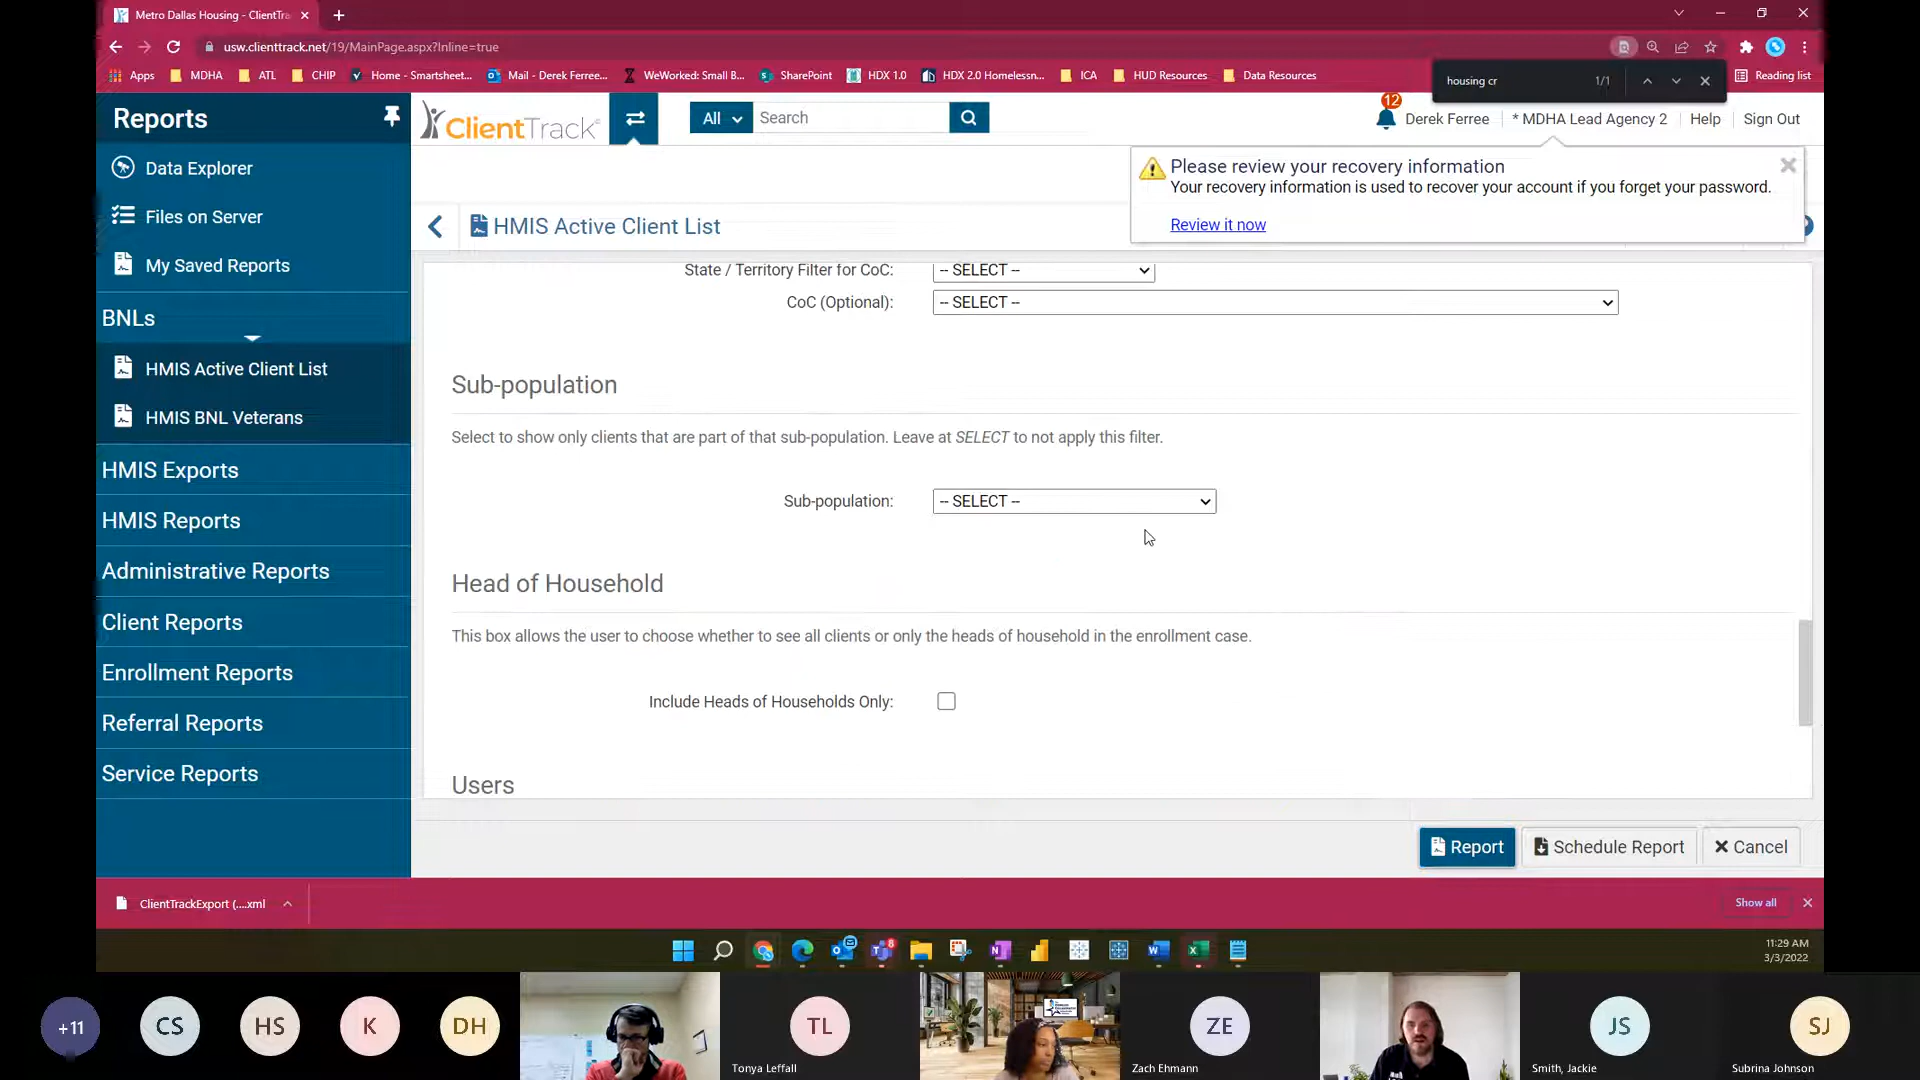 Metro Dallas Housing - ClientTra
usw.clienttrack.net/19/MainPage.aspx?Inline=true
Apps MDHA ATL CHIP Home - Smartsheet... Mail - Derek Ferree... WeWorked: Small B... SharePoint HDX 1.0 HDX 2.0 Homelessn... ICA HUD Resources Data Resources Reading list
housing cr 1/1
Reports
Data Explorer
Files on Server
My Saved Reports
BNLs
HMIS Active Client List
HMIS BNL Veterans
HMIS Exports
HMIS Reports
Administrative Reports
Client Reports
Enrollment Reports
Referral Reports
Service Reports
ClientTrack
All Search
12 Derek Ferree * MDHA Lead Agency 2 Help Sign Out
Please review your recovery information
Your recovery information is used to recover your account if you forget your password.
Review it now
HMIS Active Client List
State / Territory Filter for CoC: -- SELECT --
CoC (Optional): -- SELECT --
Sub-population
Select to show only clients that are part of that sub-population. Leave at SELECT to not apply this filter.
Sub-population: -- SELECT --
Head of Household
This box allows the user to choose whether to see all clients or only the heads of household in the enrollment case.
Include Heads of Households Only:
Users
Report Schedule Report Cancel
ClientTrackExport (....xml Show all
11:29 AM
3/3/2022
+11 CS HS K DH TL ZE JS SJ
Tonya Leffall Zach Ehmann Smith, Jackie Subrina Johnson